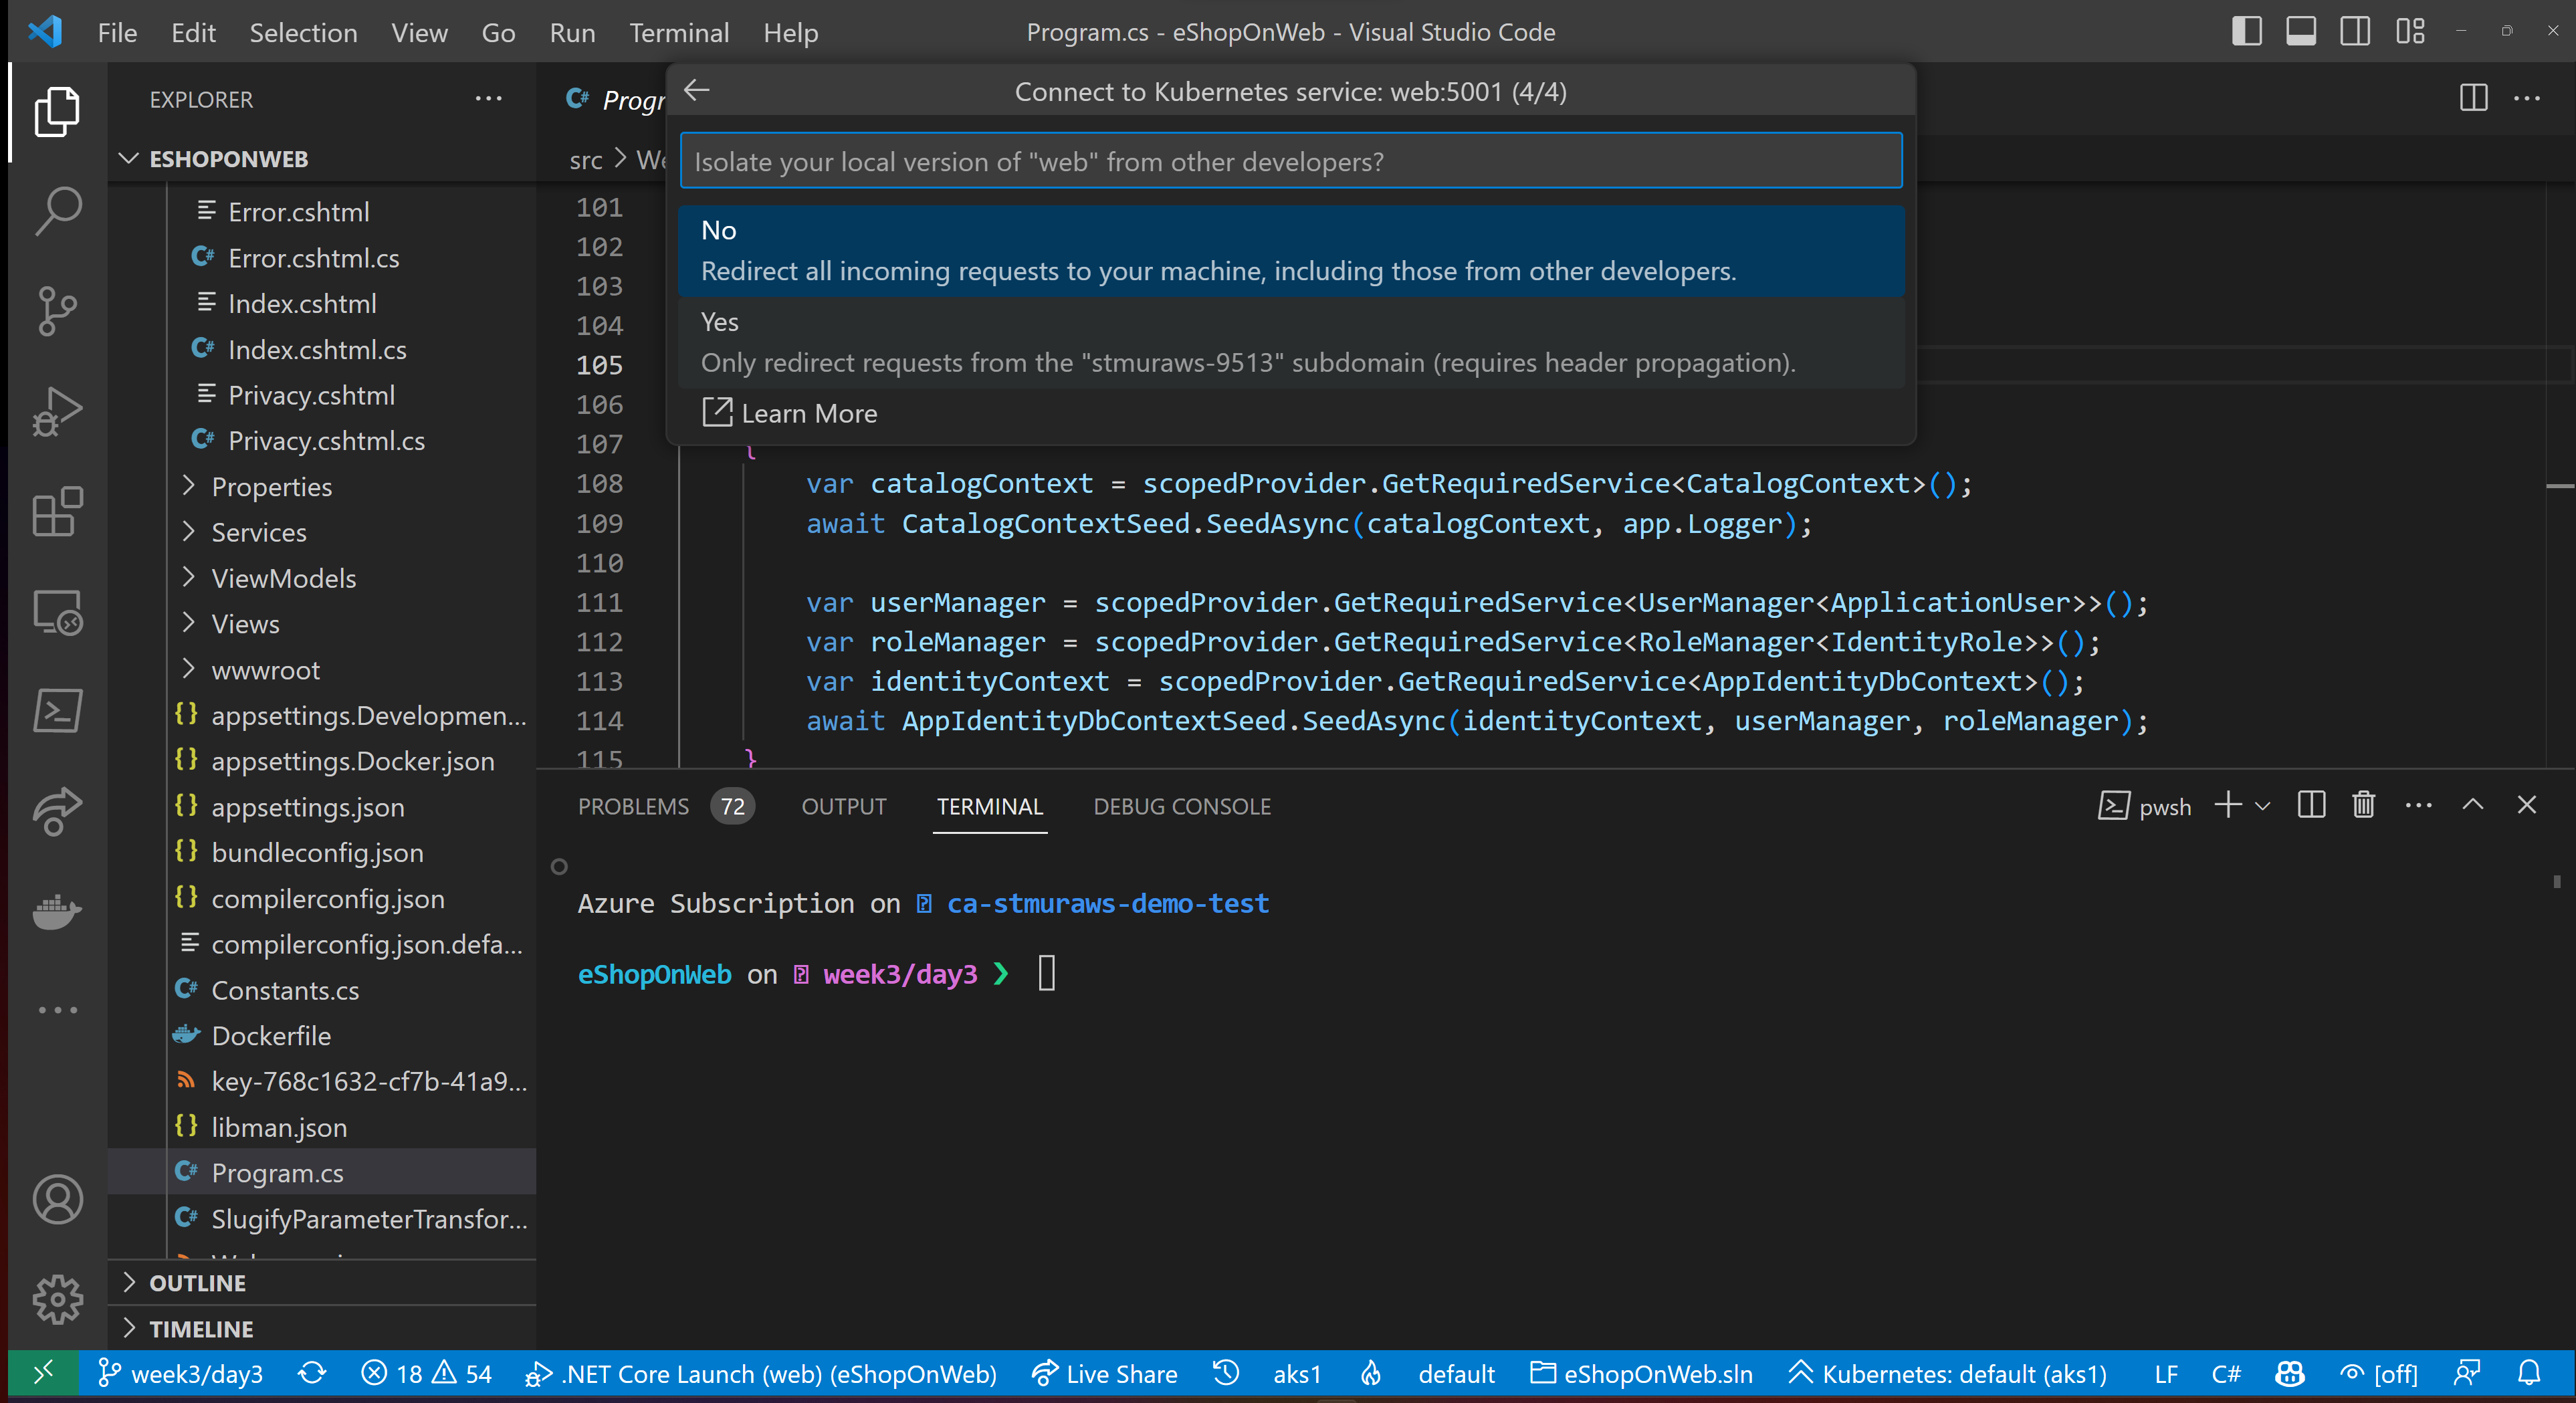 File Edit Selection View Go Run Terminal Help
Program.cs - eShopOnWeb - Visual Studio Code
EXPLORER
ESHOPONWEB
Error.cshtml
Error.cshtml.cs
Index.cshtml
Index.cshtml.cs
Privacy.cshtml
Privacy.cshtml.cs
Properties
Services
ViewModels
Views
wwwroot
appsettings.Developmen...
appsettings.Docker.json
appsettings.json
bundleconfig.json
compilerconfig.json
compilerconfig.json.defa...
Constants.cs
Dockerfile
key-768c1632-cf7b-41a9...
libman.json
Program.cs
SlugifyParameterTransfor...
OUTLINE
TIMELINE
Progr
src > We
Connect to Kubernetes service: web:5001 (4/4)
Isolate your local version of "web" from other developers?
No
Redirect all incoming requests to your machine, including those from other developers.
Yes
Only redirect requests from the "stmuraws-9513" subdomain (requires header propagation).
Learn More
101
102
103
104
105
106
107 {
108 var catalogContext = scopedProvider.GetRequiredService<CatalogContext>();
109 await CatalogContextSeed.SeedAsync(catalogContext, app.Logger);
110
111 var userManager = scopedProvider.GetRequiredService<UserManager<ApplicationUser>>();
112 var roleManager = scopedProvider.GetRequiredService<RoleManager<IdentityRole>>();
113 var identityContext = scopedProvider.GetRequiredService<AppIdentityDbContext>();
114 await AppIdentityDbContextSeed.SeedAsync(identityContext, userManager, roleManager);
115 }
PROBLEMS 72 OUTPUT TERMINAL DEBUG CONSOLE
pwsh
Azure Subscription on ca-stmuraws-demo-test
eShopOnWeb on week3/day3 ❯
week3/day3 18 54 .NET Core Launch (web) (eShopOnWeb) Live Share aks1 default eShopOnWeb.sln Kubernetes: default (aks1) LF C# [off]